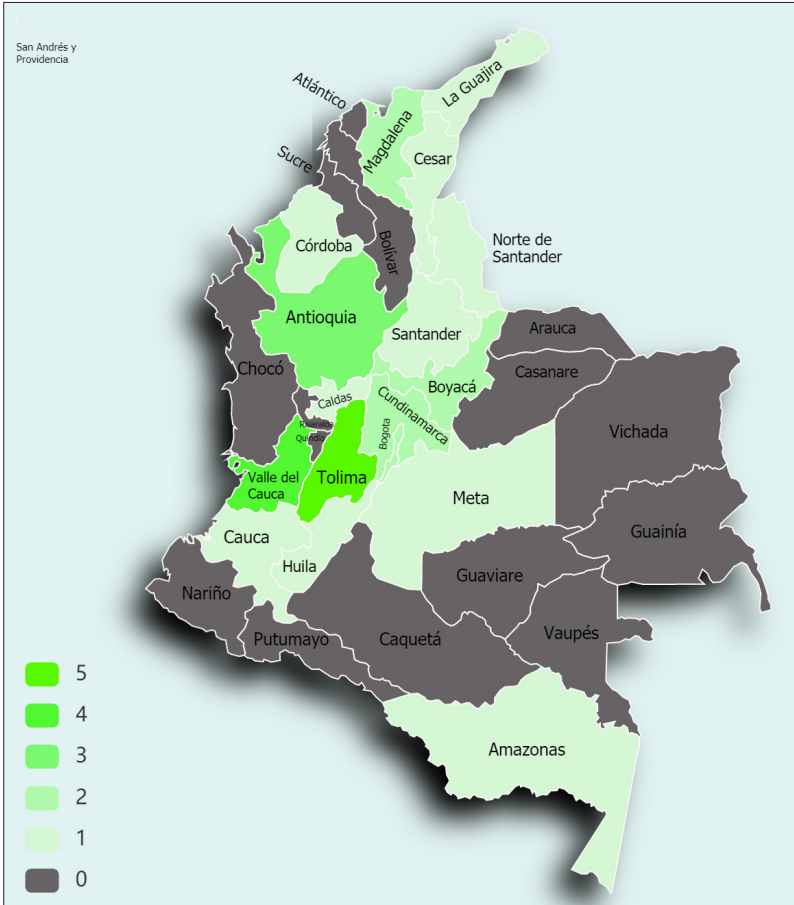 San Andrés y
Providencia
La Guajira
Atlántico
Magdalena
Cesar
Sucre
Norte de
Santander
Córdoba
Bolívar
Antioquia
Santander
Arauca
Chocó
Casanare
Boyacá
Caldas
Cundinamarca
Risaralda
Quindío
Bogota
Vichada
Valle del
Cauca
Tolima
Meta
Cauca
Guainía
Huila
Guaviare
Nariño
Putumayo
Caquetá
Vaupés
Amazonas
5
4
3
2
1
0